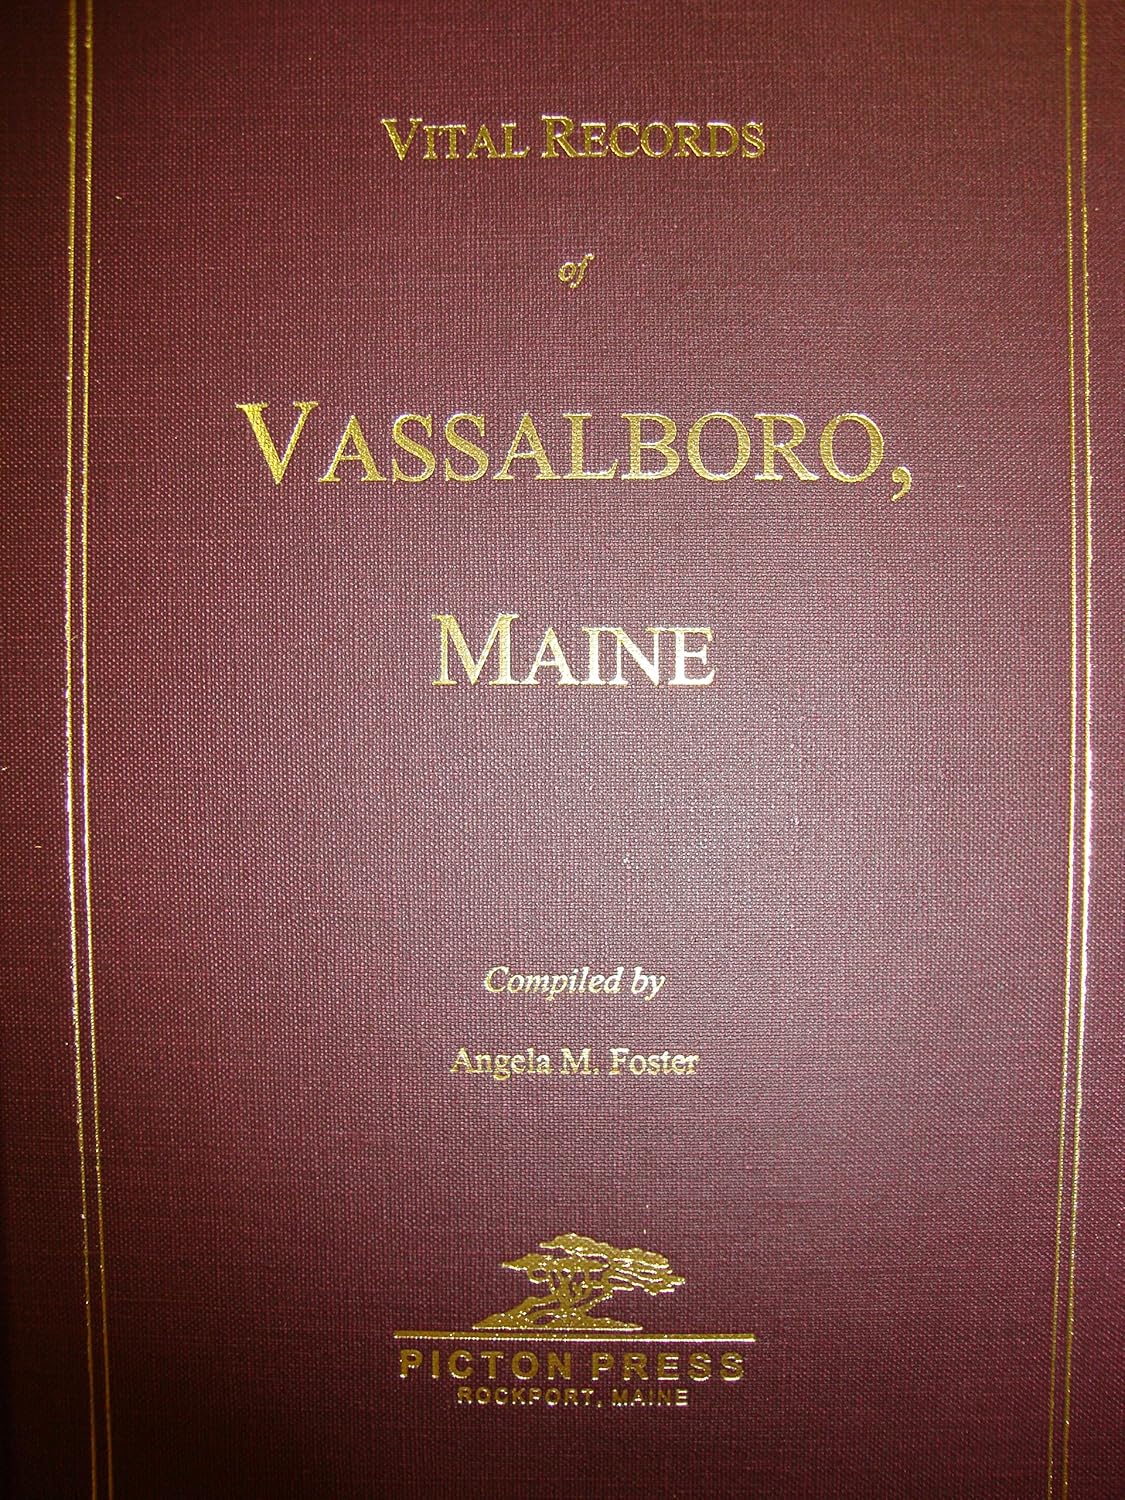 VITAL RECORDS
of
VASSALBORO,
MAINE
Compiled by
Angela M. Foster
PICTON PRESS
ROCKPORT, MAINE